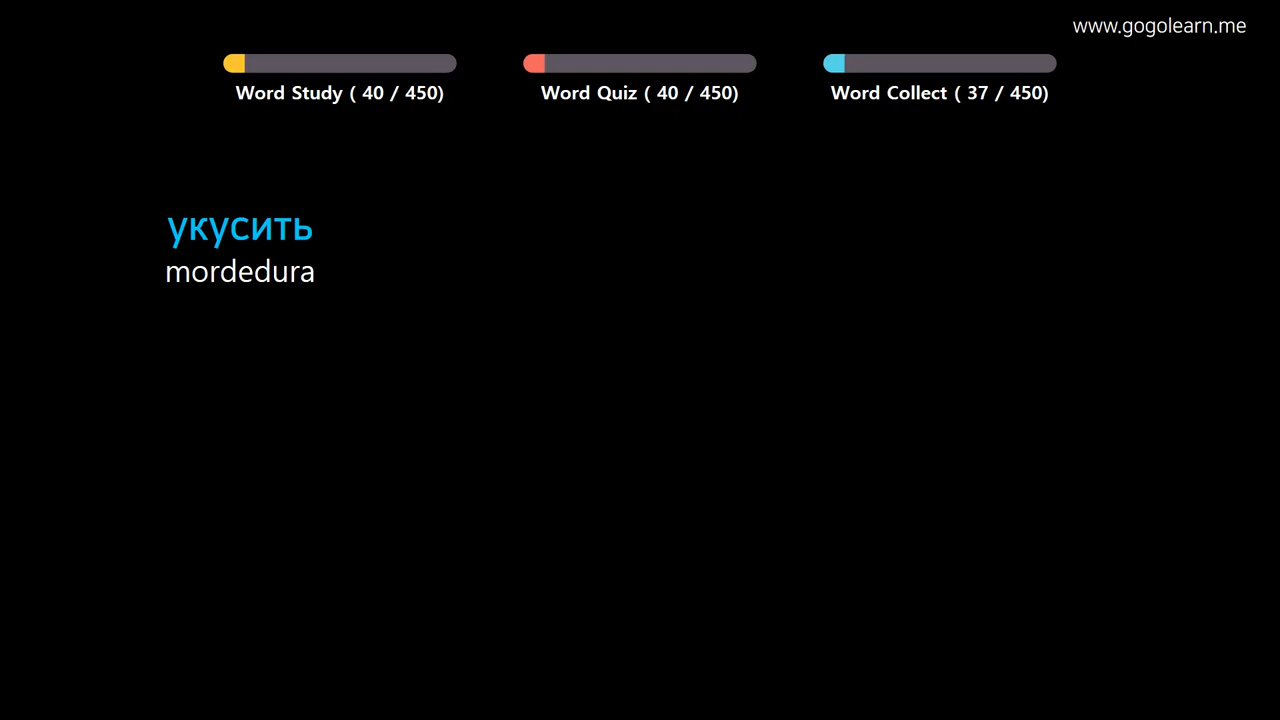 www.gogolearn.me
Word Study ( 40 / 450)
Word Quiz ( 40 / 450)
Word Collect ( 37 / 450)
укусить
mordedura